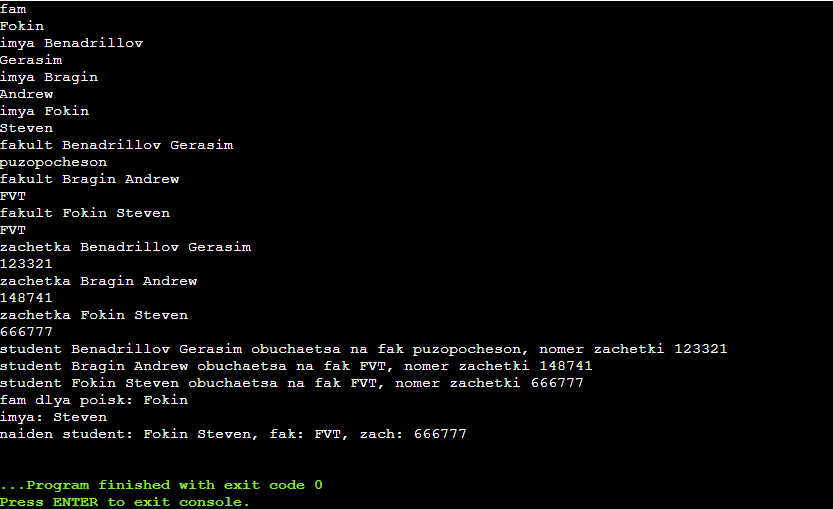 fam
Fokin
imya Benadrillov
Gerasim
imya Bragin
Andrew
imya Fokin
Steven
fakult Benadrillov Gerasim
puzopocheson
fakult Bragin Andrew
FVT
fakult Fokin Steven
FVT
zachetka Benadrillov Gerasim
123321
zachetka Bragin Andrew
148741
zachetka Fokin Steven
666777
student Benadrillov Gerasim obuchaetsa na fak puzopocheson, nomer zachetki 123321
student Bragin Andrew obuchaetsa na fak FVT, nomer zachetki 148741
student Fokin Steven obuchaetsa na fak FVT, nomer zachetki 666777
fam dlya poisk: Fokin
imya: Steven
naiden student: Fokin Steven, fak: FVT, zach: 666777
...Program finished with exit code 0
Press ENTER to exit console.